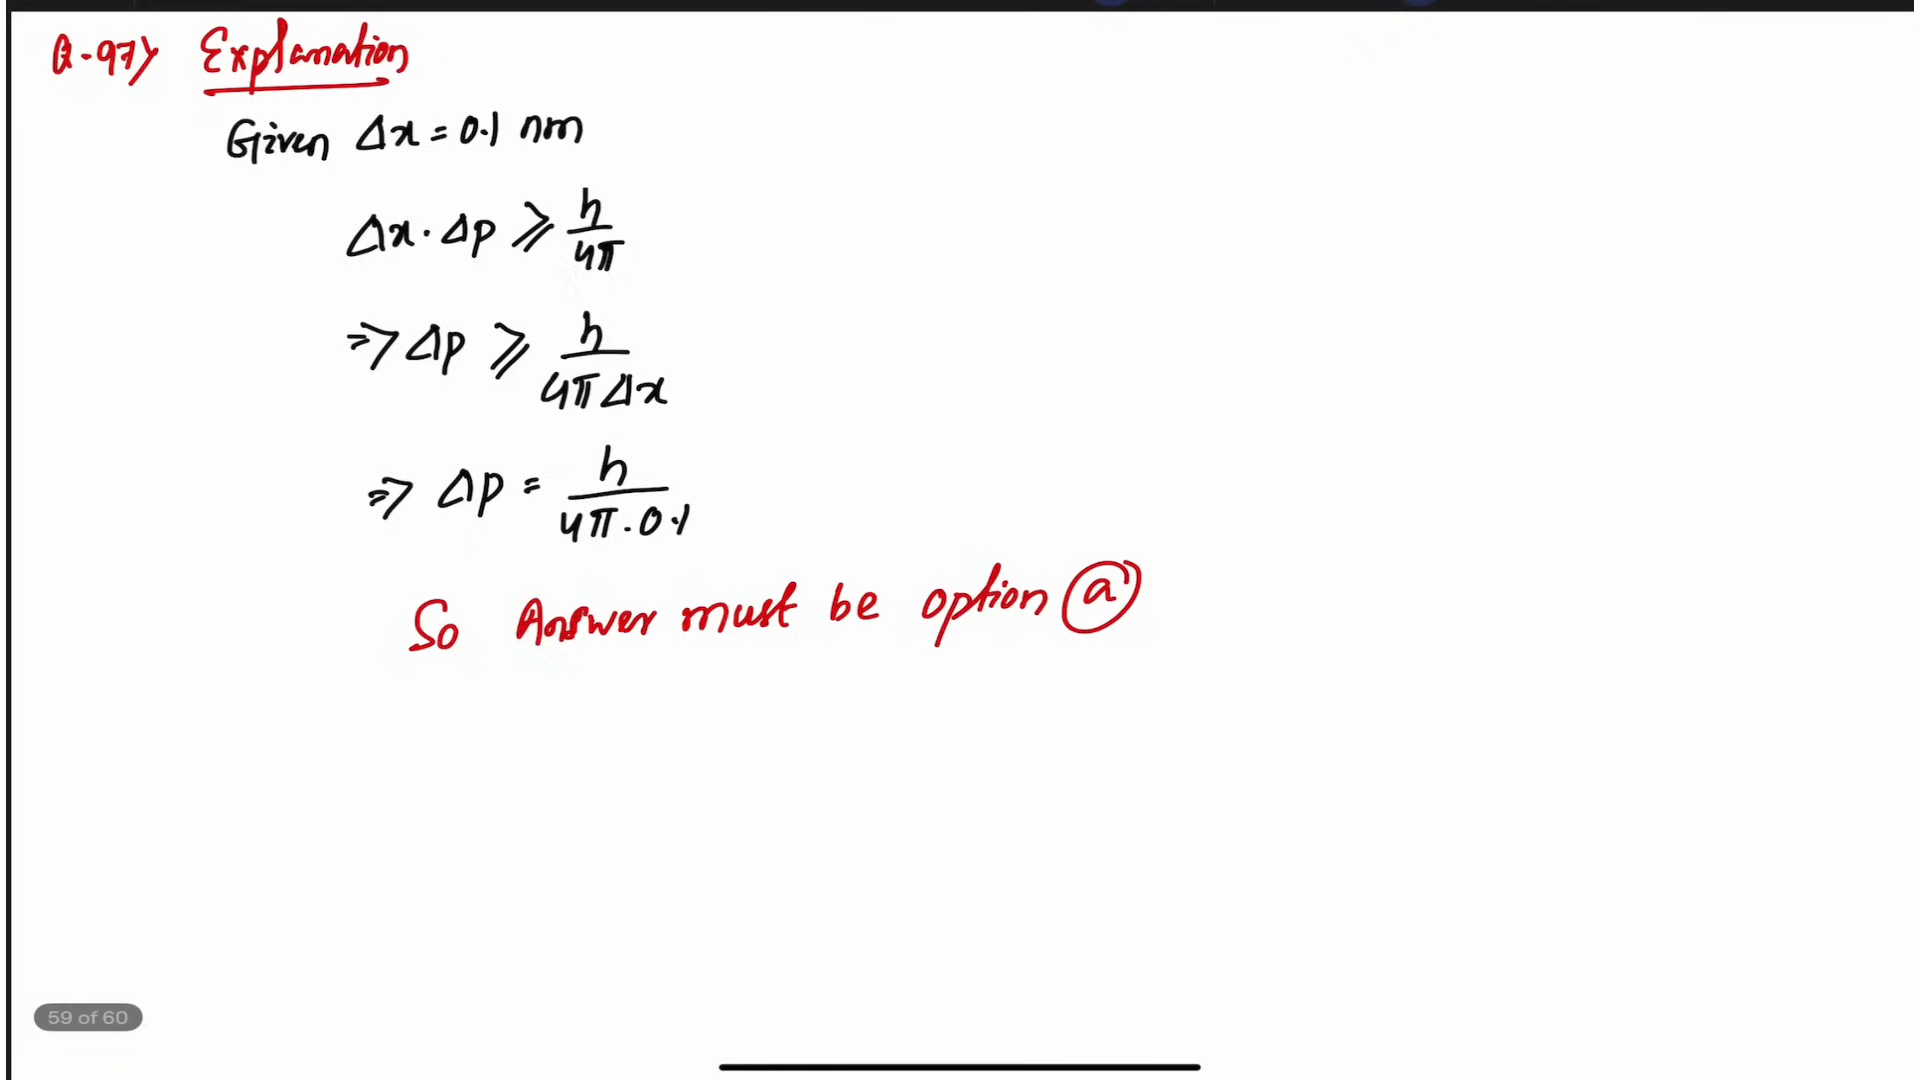 Q-97) Explanation
Given Δx = 0.1 nm
Δx · Δp ⩾ h/4π
⇒ Δp ⩾ h/4πΔx
⇒ Δp = h/4π · 0.1
So Answer must be option (a)
59 of 60